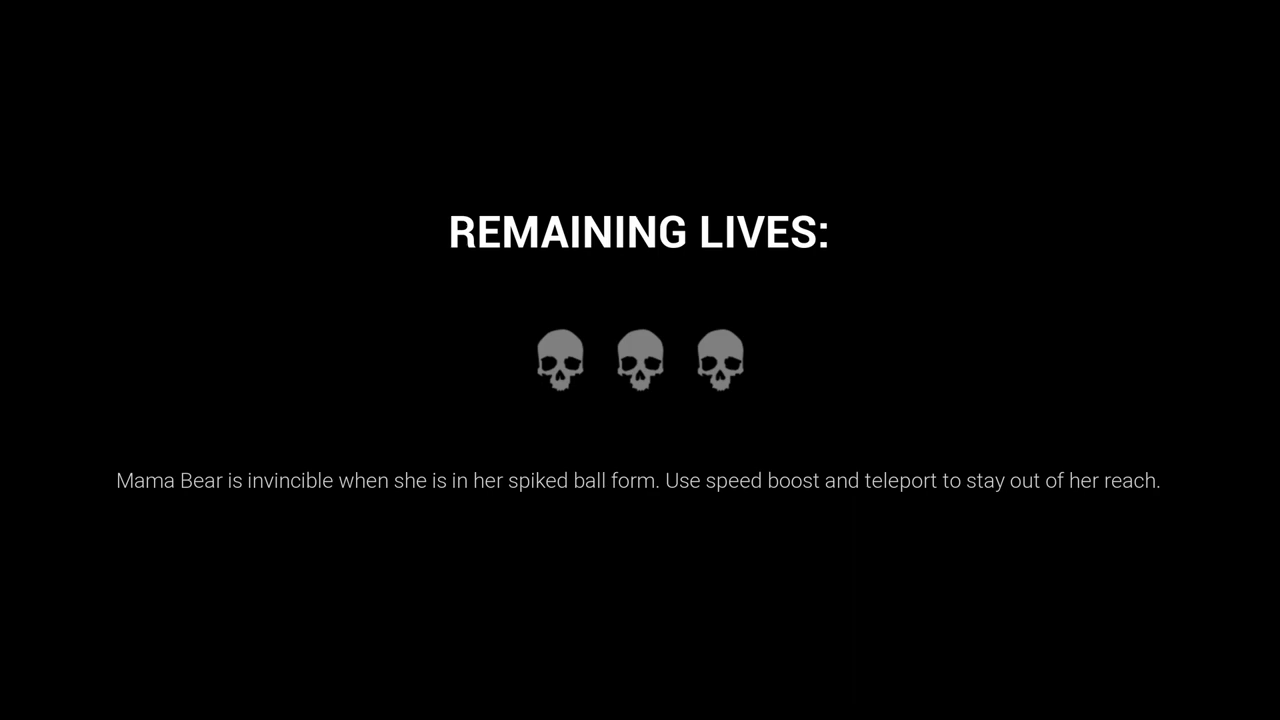 REMAINING LIVES:
Mama Bear is invincible when she is in her spiked ball form. Use speed boost and teleport to stay out of her reach.